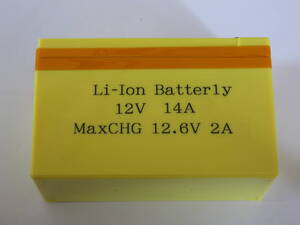 Li-Ion Batterly
12V 14A
MaxCHG 12.6V 2A